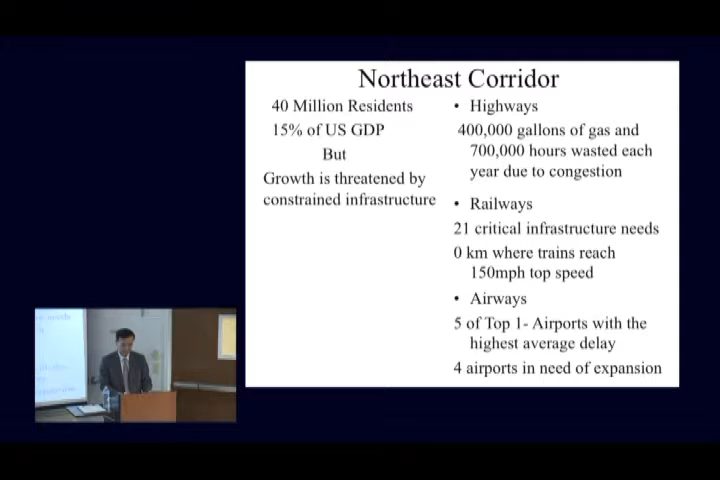 Northeast Corridor
40 Million Residents
15% of US GDP
But
Growth is threatened by
constrained infrastructure
• Highways
400,000 gallons of gas and
700,000 hours wasted each
year due to congestion
• Railways
21 critical infrastructure needs
0 km where trains reach
150mph top speed
• Airways
5 of Top 1- Airports with the
highest average delay
4 airports in need of expansion